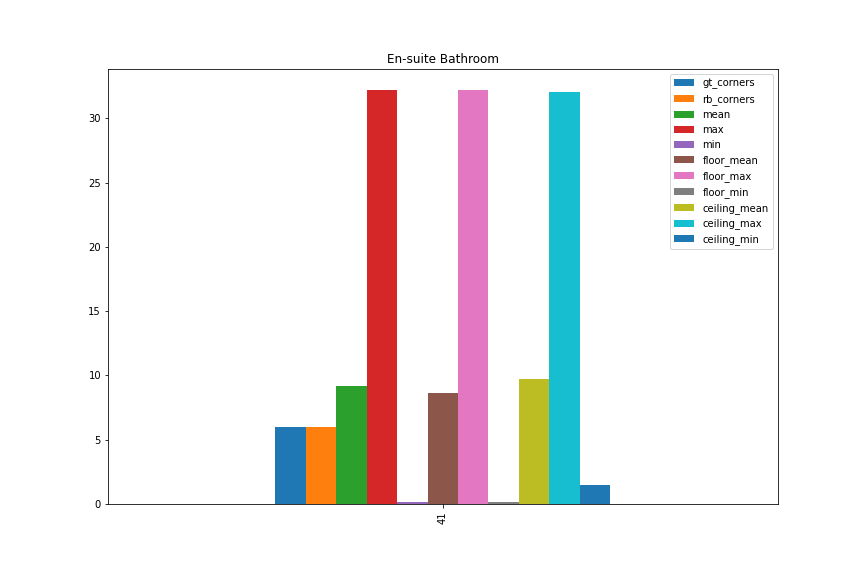 En-suite Bathroom
gt_corners
rb_corners
mean
max
min
floor_mean
floor_max
floor_min
ceiling_mean
ceiling_max
ceiling_min
30
25
20
15
10
5
0
41